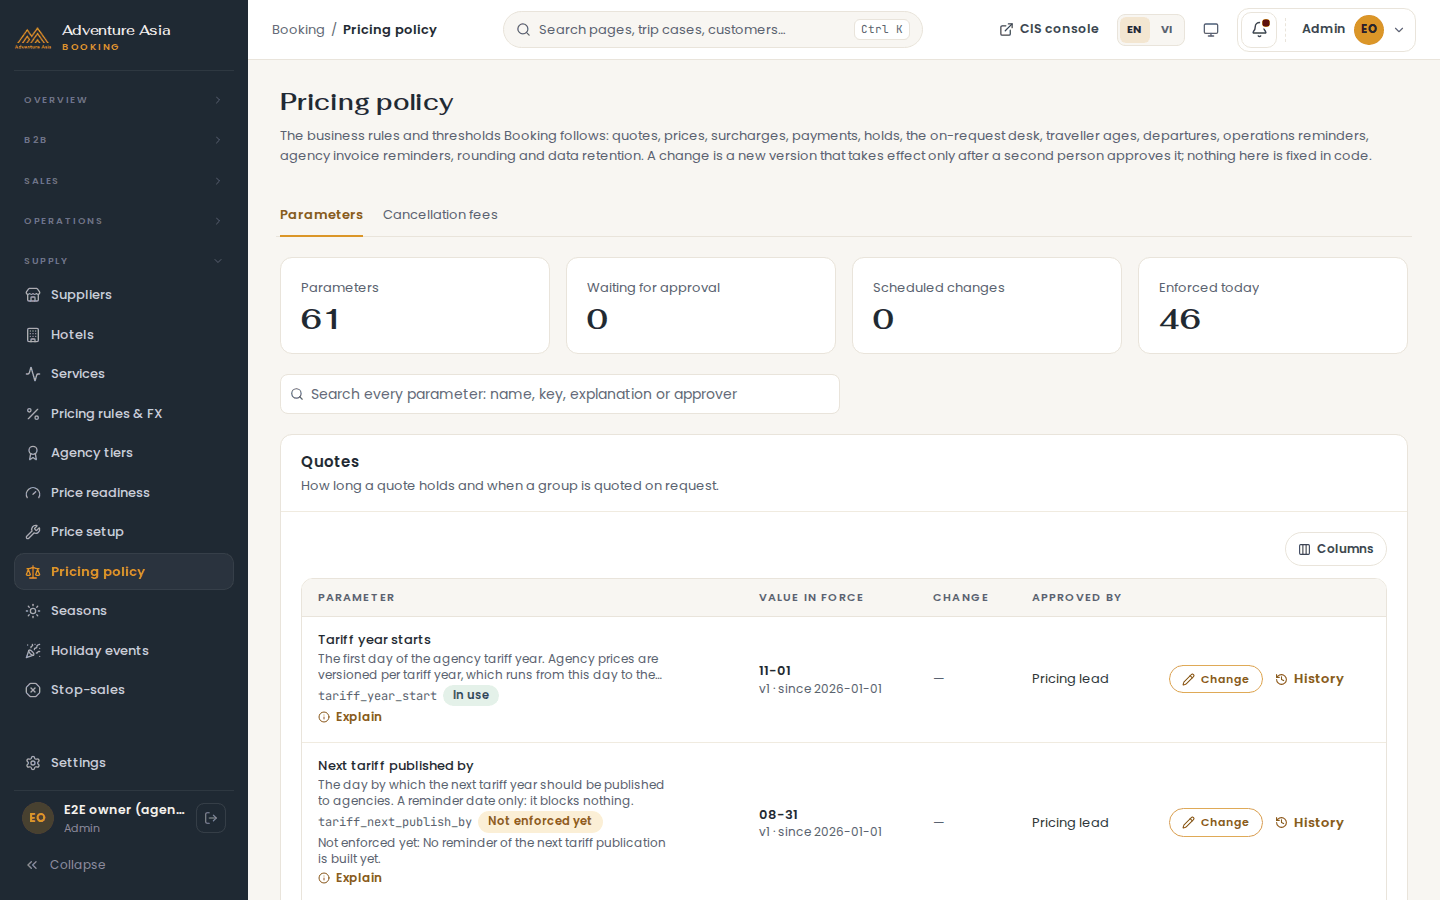 Adventure Asia
BOOKING
Adventure Asia
OVERVIEW
B2B
SALES
OPERATIONS
SUPPLY
Suppliers
Hotels
Services
Pricing rules & FX
Agency tiers
Price readiness
Price setup
Pricing policy
Seasons
Holiday events
Stop-sales
Settings
EO
E2E owner (agen...
Admin
Collapse
Booking / Pricing policy
Search pages, trip cases, customers...
Ctrl K
CIS console
EN
VI
Admin
EO
Pricing policy
The business rules and thresholds Booking follows: quotes, prices, surcharges, payments, holds, the on-request desk, traveller ages, departures, operations reminders,
agency invoice reminders, rounding and data retention. A change is a new version that takes effect only after a second person approves it; nothing here is fixed in code.
Parameters
Cancellation fees
Parameters
61
Waiting for approval
0
Scheduled changes
0
Enforced today
46
Search every parameter: name, key, explanation or approver
Quotes
How long a quote holds and when a group is quoted on request.
Columns
PARAMETER
VALUE IN FORCE
CHANGE
APPROVED BY
Tariff year starts
The first day of the agency tariff year. Agency prices are
versioned per tariff year, which runs from this day to the...
tariff_year_start
In use
Explain
11-01
v1 · since 2026-01-01
—
Pricing lead
Change
History
Next tariff published by
The day by which the next tariff year should be published
to agencies. A reminder date only: it blocks nothing.
tariff_next_publish_by
Not enforced yet
Not enforced yet: No reminder of the next tariff publication
is built yet.
Explain
08-31
v1 · since 2026-01-01
—
Pricing lead
Change
History